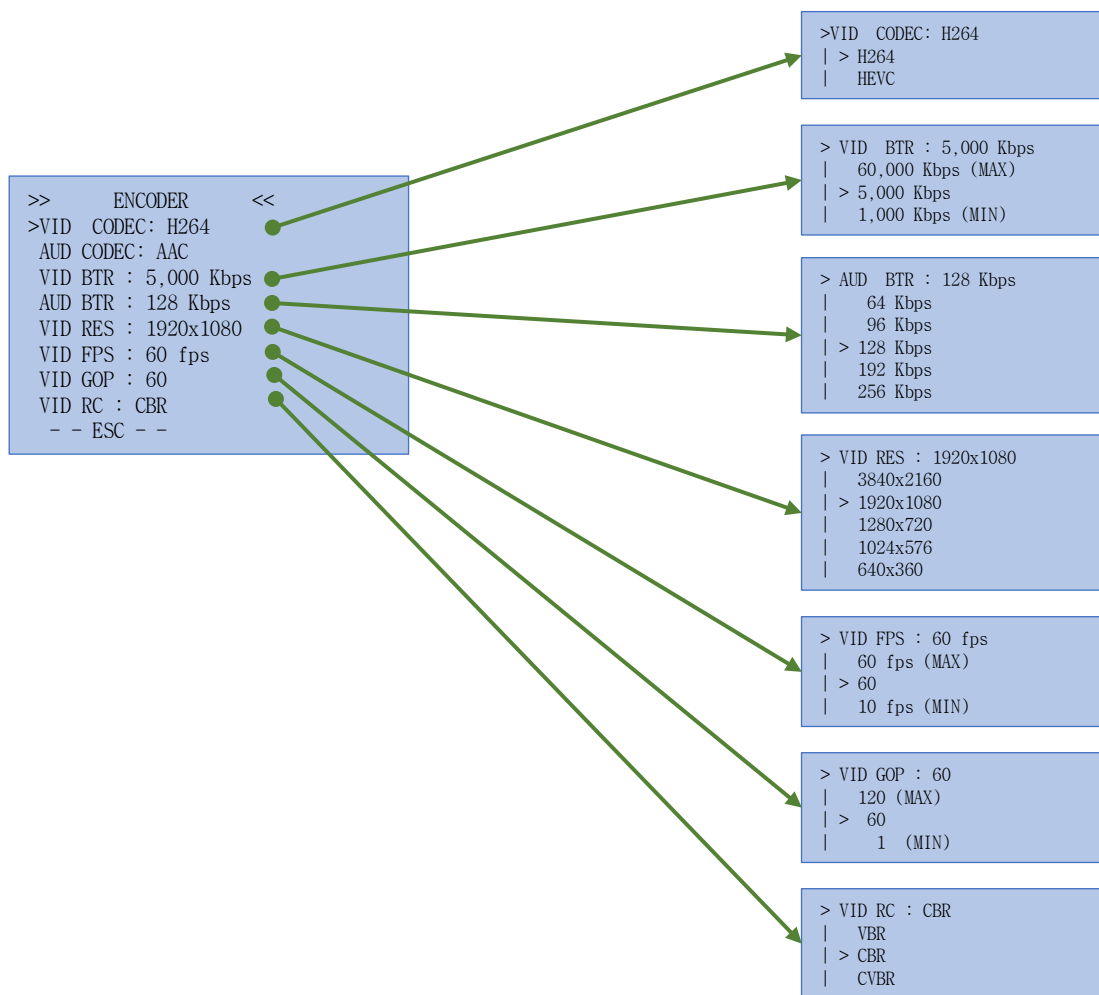 >> ENCODER <<
>VID CODEC: H264
AUD CODEC: AAC
VID BTR : 5,000 Kbps
AUD BTR : 128 Kbps
VID RES : 1920x1080
VID FPS : 60 fps
VID GOP : 60
VID RC : CBR
- - ESC - -
>VID CODEC: H264
| > H264
| HEVC
> VID BTR : 5,000 Kbps
| 60,000 Kbps (MAX)
| > 5,000 Kbps
| 1,000 Kbps (MIN)
> AUD BTR : 128 Kbps
| 64 Kbps
| 96 Kbps
| > 128 Kbps
| 192 Kbps
| 256 Kbps
> VID RES : 1920x1080
| 3840x2160
| > 1920x1080
| 1280x720
| 1024x576
| 640x360
> VID FPS : 60 fps
| 60 fps (MAX)
| > 60
| 10 fps (MIN)
> VID GOP : 60
| 120 (MAX)
| > 60
| 1 (MIN)
> VID RC : CBR
| VBR
| > CBR
| CVBR